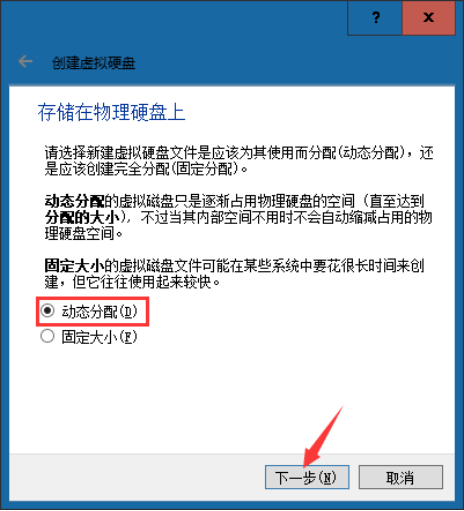 ?
x
创建虚拟硬盘
存储在物理硬盘上
请选择新建虚拟硬盘文件是应该为其使用而分配(动态分配)，还
是应该创建完全分配(固定分配)。
动态分配的虚拟磁盘只是逐渐占用物理硬盘的空间（直至达到
分配的大小)，不过当其内部空间不用时不会自动缩减占用的物
理硬盘空间。
固定大小的虚拟磁盘文件可能在某些系统中要花很长时间来创
建，但它往往使用起来较快。
动态分配(D)
固定大小(F)
下一步(N)
取消